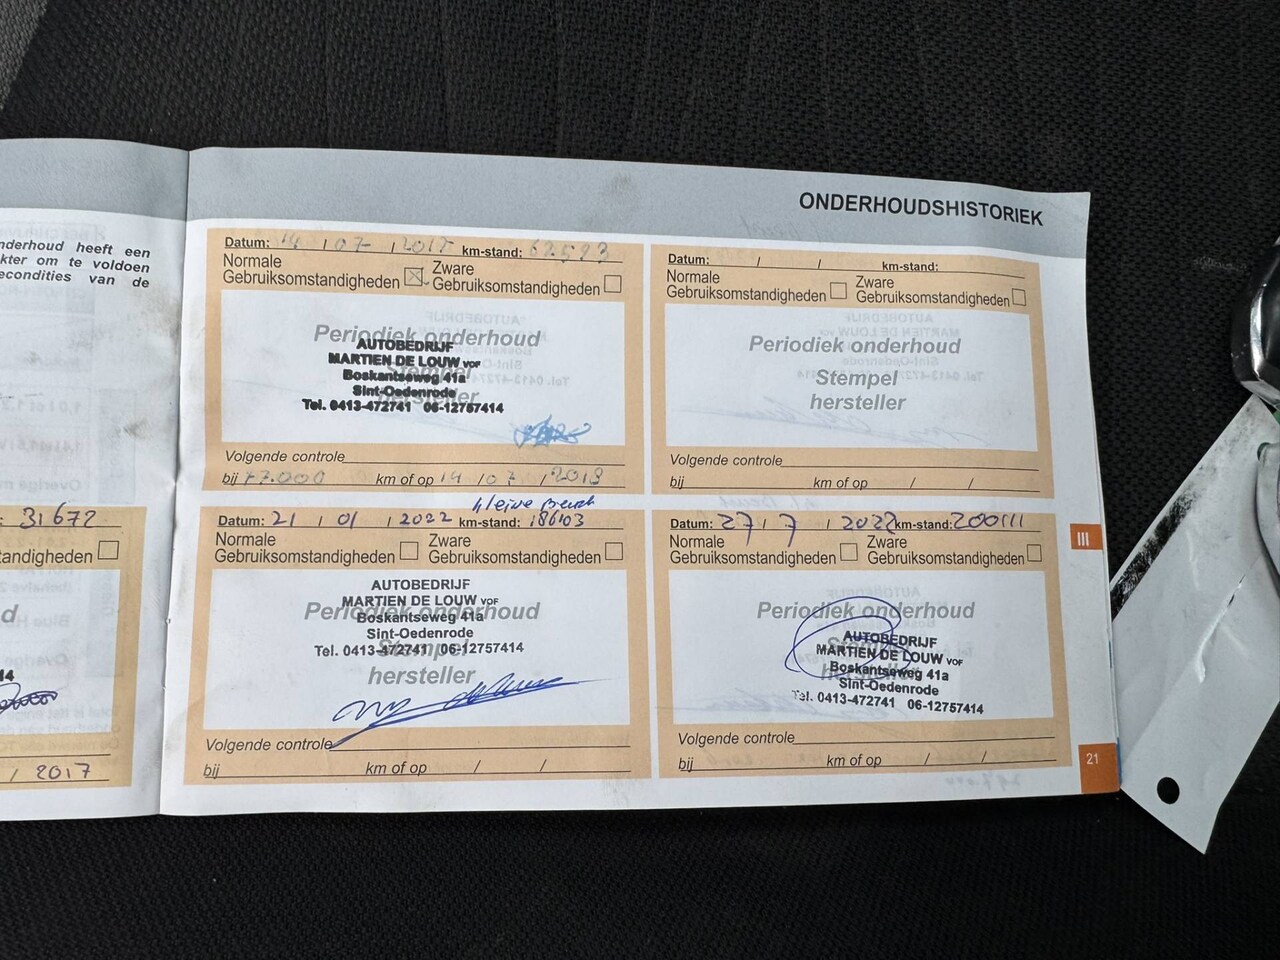 nderhoud heeft een
kter om te voldoen
econdities van de
: 31672
andigheden
d
14
/ 2017
ONDERHOUDSHISTORIEK
Datum: 14 / 07 / 2017 km-stand: 62523
Normale
Gebruiksomstandigheden
Zware
Gebruiksomstandigheden
Periodiek onderhoud
Stempel
hersteller
AUTOBEDRIJF
MARTIEN DE LOUW VOF
Boskantseweg 41a
Sint-Oedenrode
Tel. 0413-472741 06-12757414
Volgende controle
bij 77.000 km of op 14 / 07 / 2018
Datum: / / km-stand:
Normale
Gebruiksomstandigheden
Zware
Gebruiksomstandigheden
Periodiek onderhoud
Stempel
hersteller
Volgende controle
bij km of op / /
kleine Beurt
Datum: 21 / 01 / 2022 km-stand: 186103
Normale
Gebruiksomstandigheden
Zware
Gebruiksomstandigheden
Periodiek onderhoud
Stempel
hersteller
AUTOBEDRIJF
MARTIEN DE LOUW VOF
Boskantseweg 41a
Sint-Oedenrode
Tel. 0413-472741 06-12757414
Volgende controle
bij km of op / /
Datum: 27 / 7 / 2022 km-stand: 200111
Normale
Gebruiksomstandigheden
Zware
Gebruiksomstandigheden
Periodiek onderhoud
hersteller
AUTOBEDRIJF
MARTIEN DE LOUW VOF
Boskantseweg 41a
Sint-Oedenrode
Tel. 0413-472741 06-12757414
Volgende controle
bij km of op / /
III
21